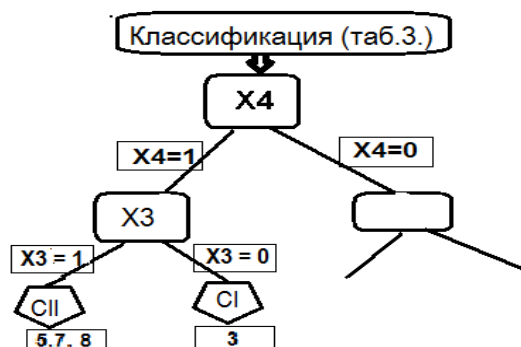 Классификация (таб.3.)
X4
X4=1
X4=0
X3
X3 = 1
X3 = 0
CII
CI
5.7. 8
3